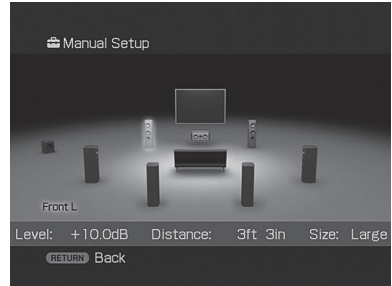 Manual Setup
Front L
Level: +10.0dB Distance: 3ft 3in Size: Large
RETURN Back